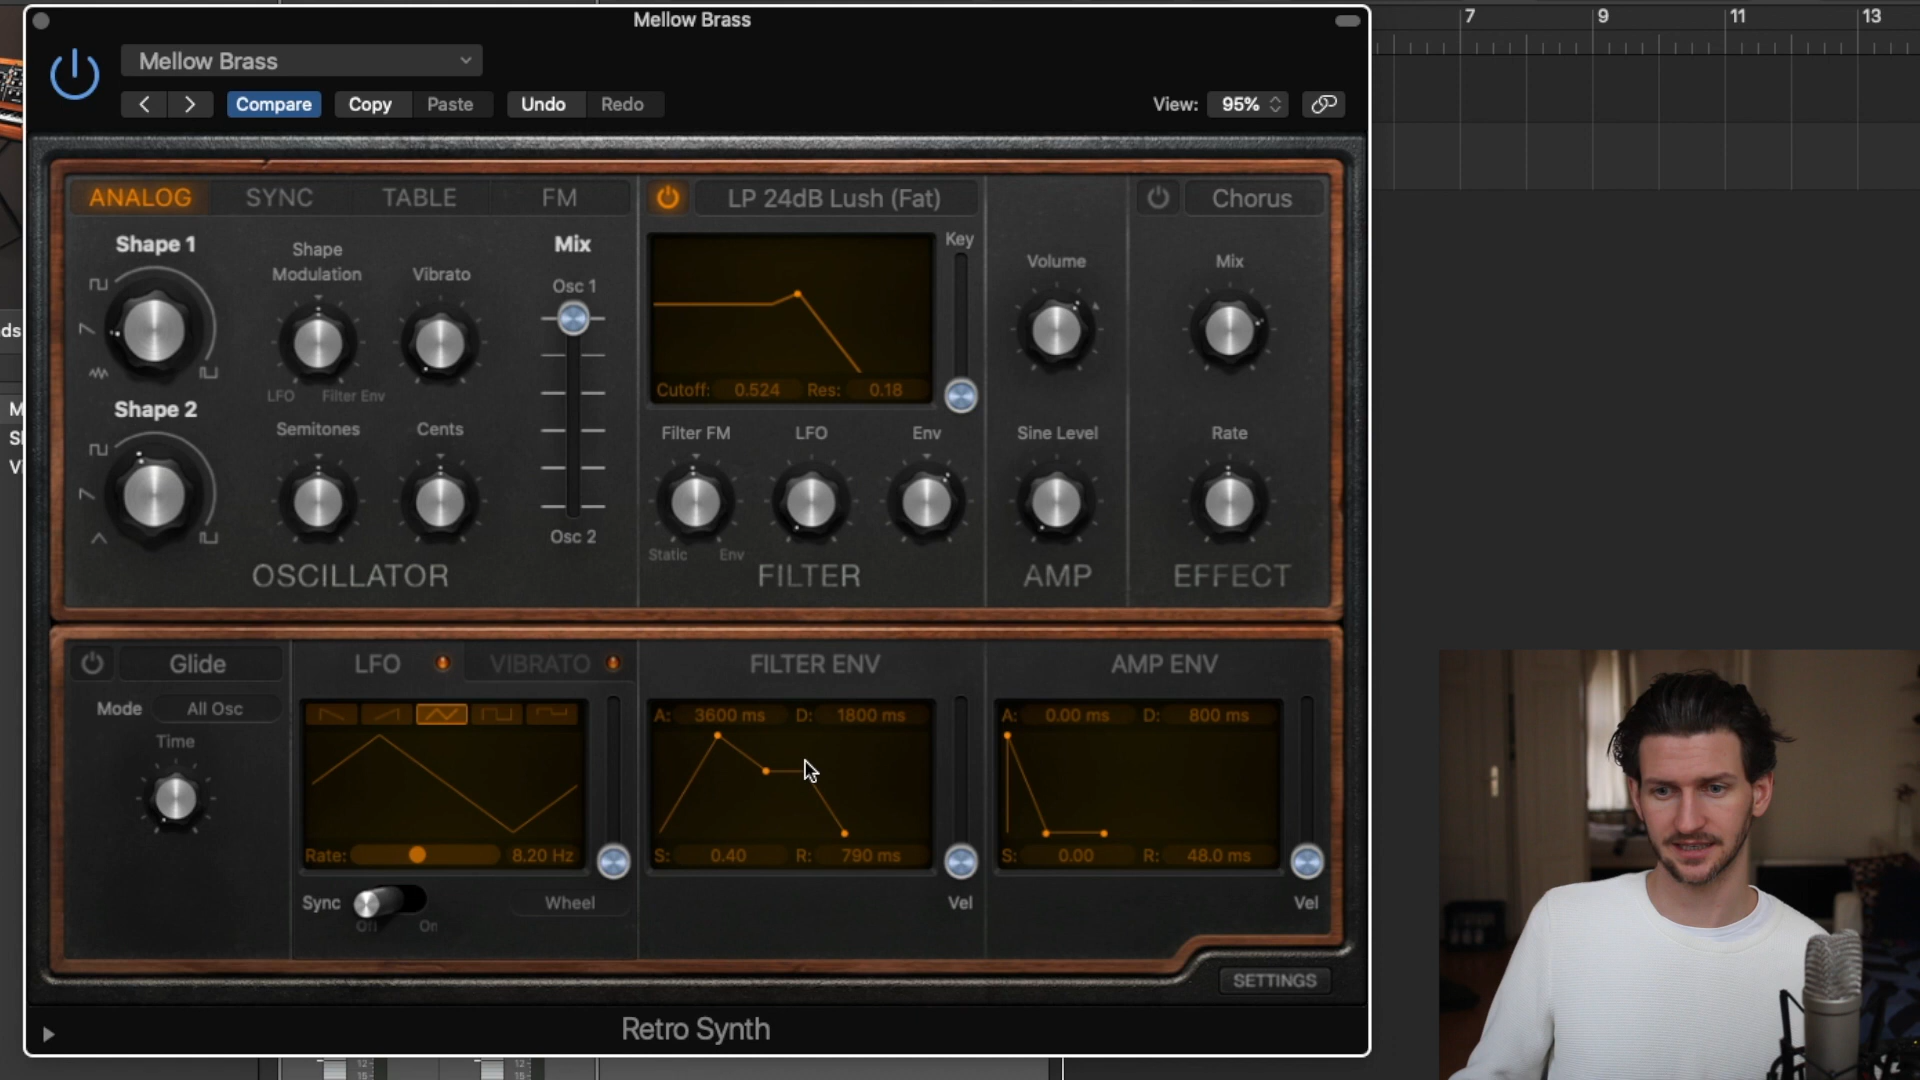 Mellow Brass
7 9 11 13
Mellow Brass
Compare Copy Paste Undo Redo View: 95%
ANALOG SYNC TABLE FM LP 24dB Lush (Fat) Chorus
Shape 1 Shape Modulation Vibrato Mix Key
Osc 1 Volume Mix
Cutoff: 0.524 Res: 0.18
LFO Filter Env
Shape 2 Semitones Cents Filter FM LFO Env Sine Level Rate
Osc 2 Static Env
OSCILLATOR FILTER AMP EFFECT
Glide LFO VIBRATO FILTER ENV AMP ENV
Mode All Osc A: 3600 ms D: 1800 ms A: 0.00 ms D: 800 ms
Time
Rate: 8.20 Hz S: 0.40 R: 790 ms S: 0.00 R: 48.0 ms
Sync Off On Wheel Vel Vel
SETTINGS
Retro Synth
12
15
12
15